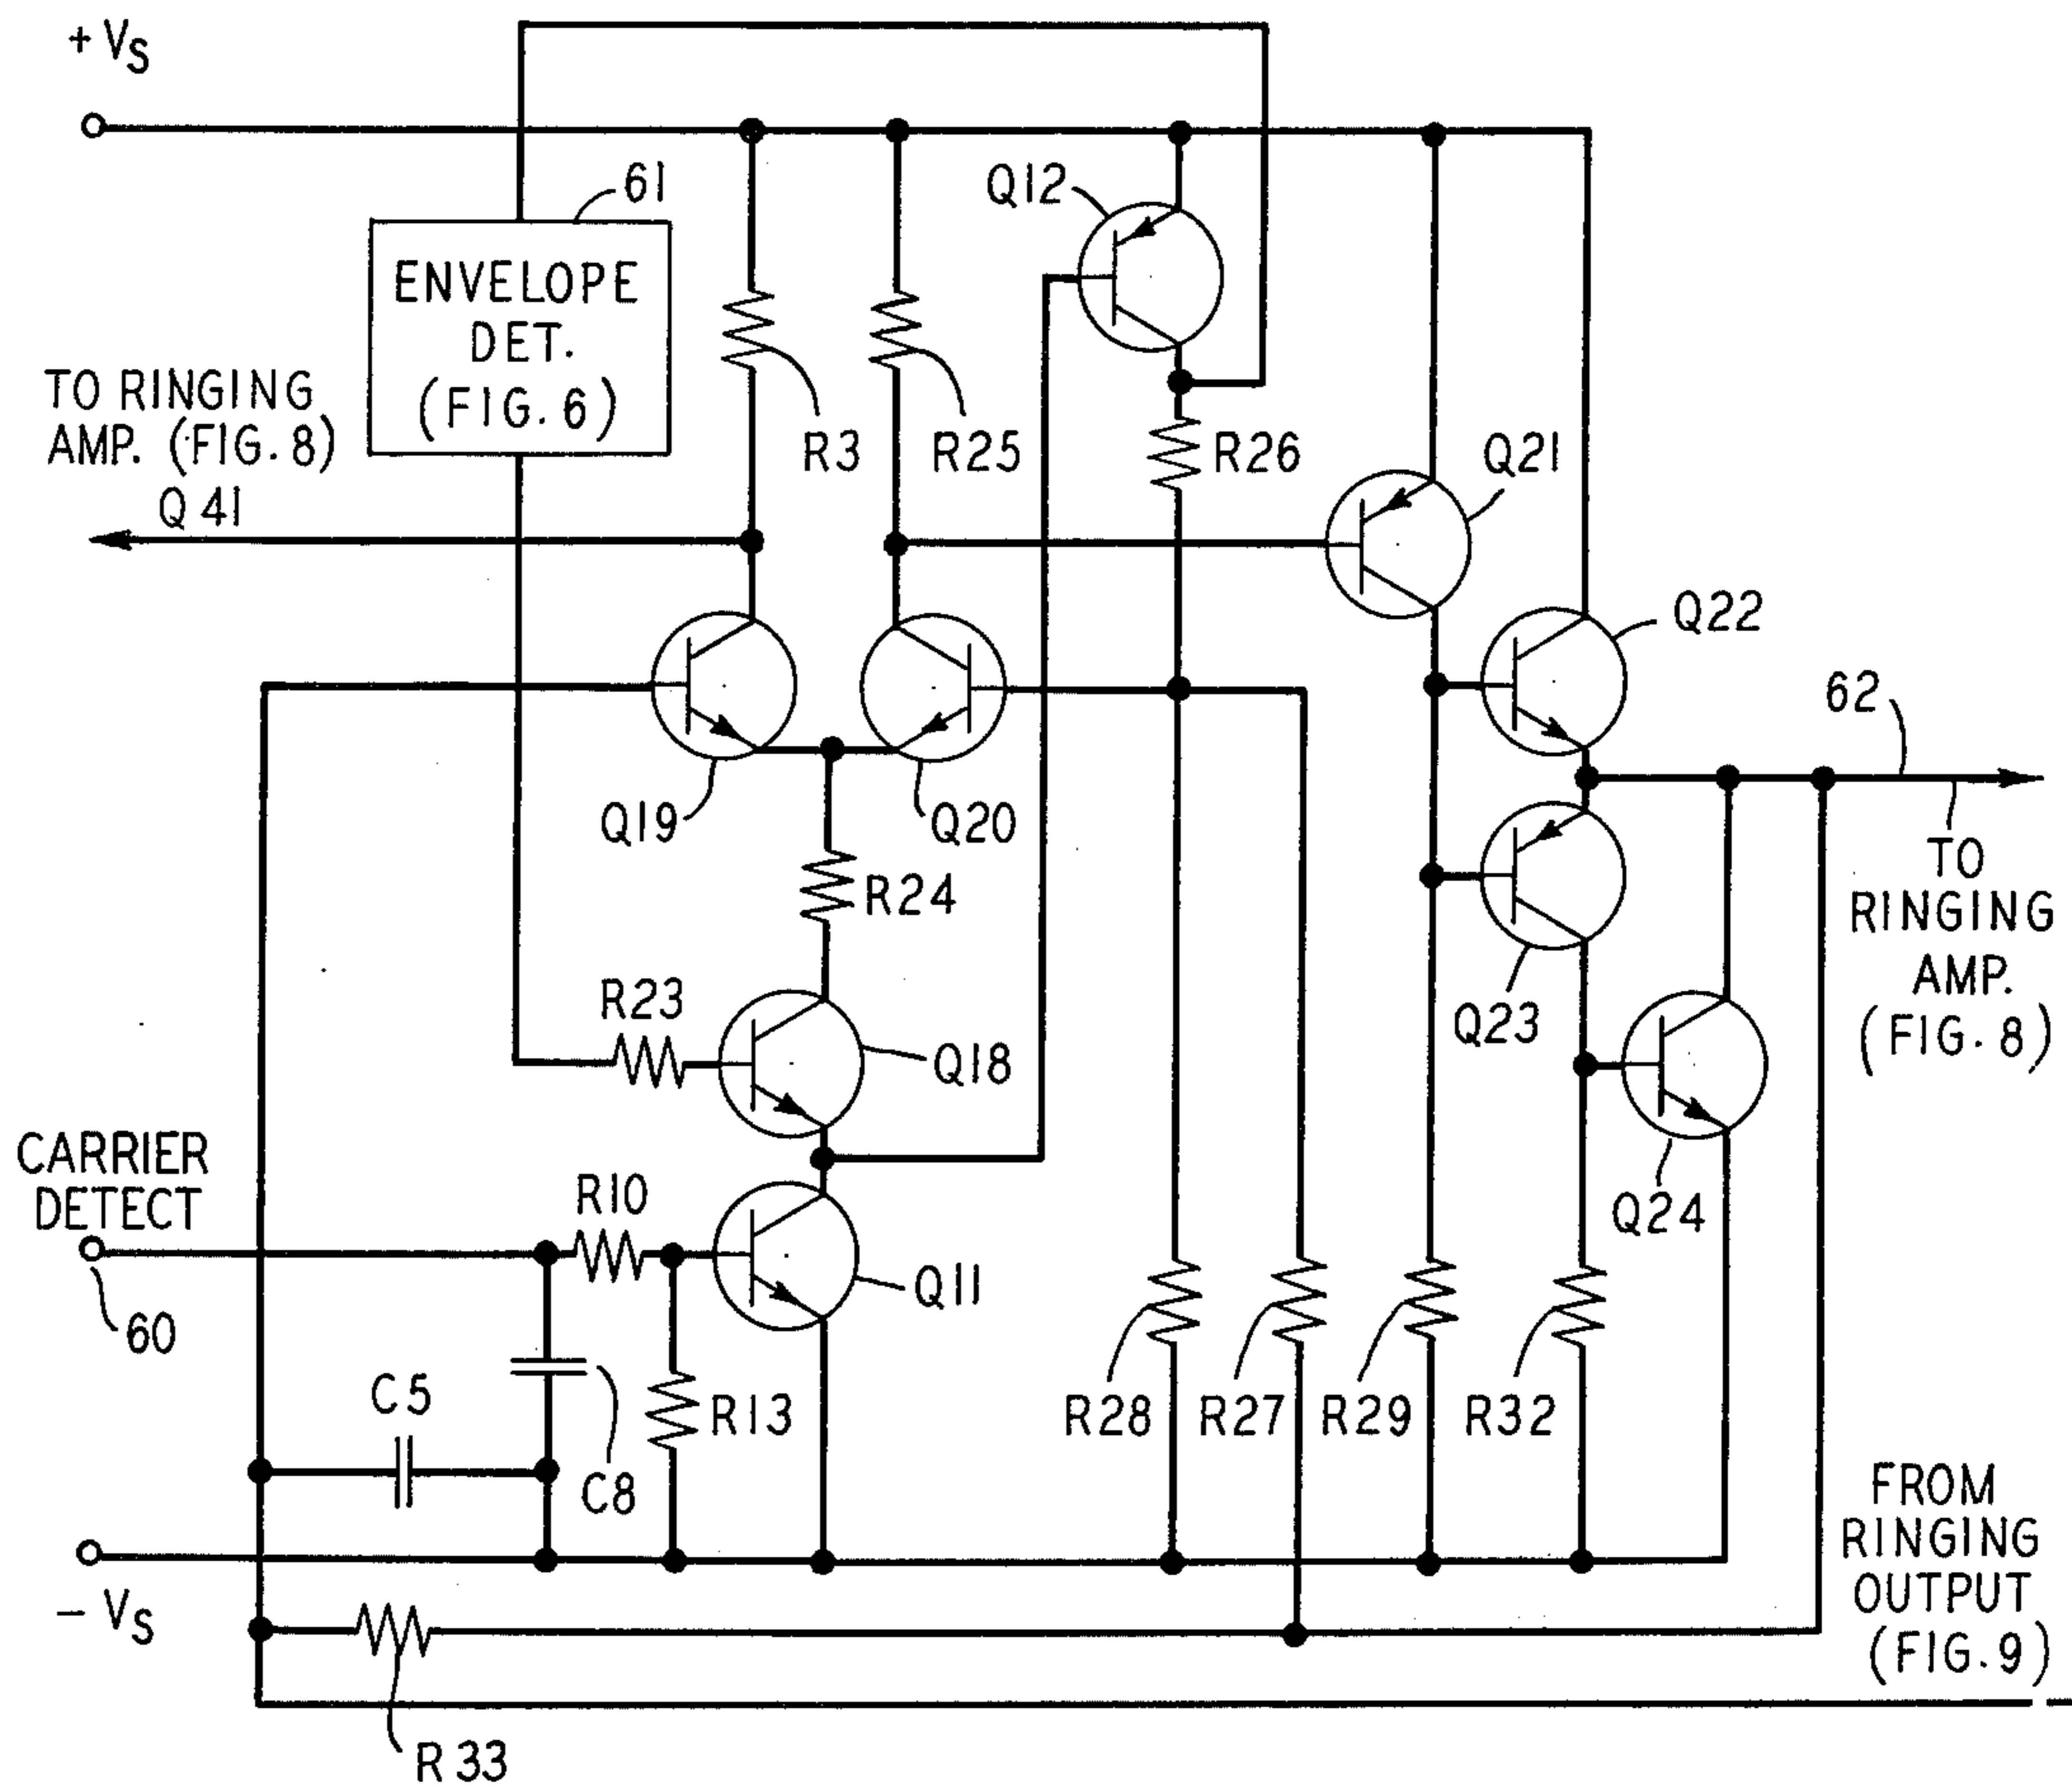 + VS
61
Q12
ENVELOPE
DET.
(FIG. 6)
TO RINGING
AMP. (FIG. 8)
Q 41
R3
R25
R26
Q21
Q22
62
Q19
Q20
R24
TO
RINGING
AMP.
(FIG. 8)
R23
Q18
Q23
CARRIER
DETECT
R10
Q24
Q11
60
C5
R13
C8
R28
R27
R29
R32
FROM
RINGING
OUTPUT
(FIG. 9)
- VS
R 33